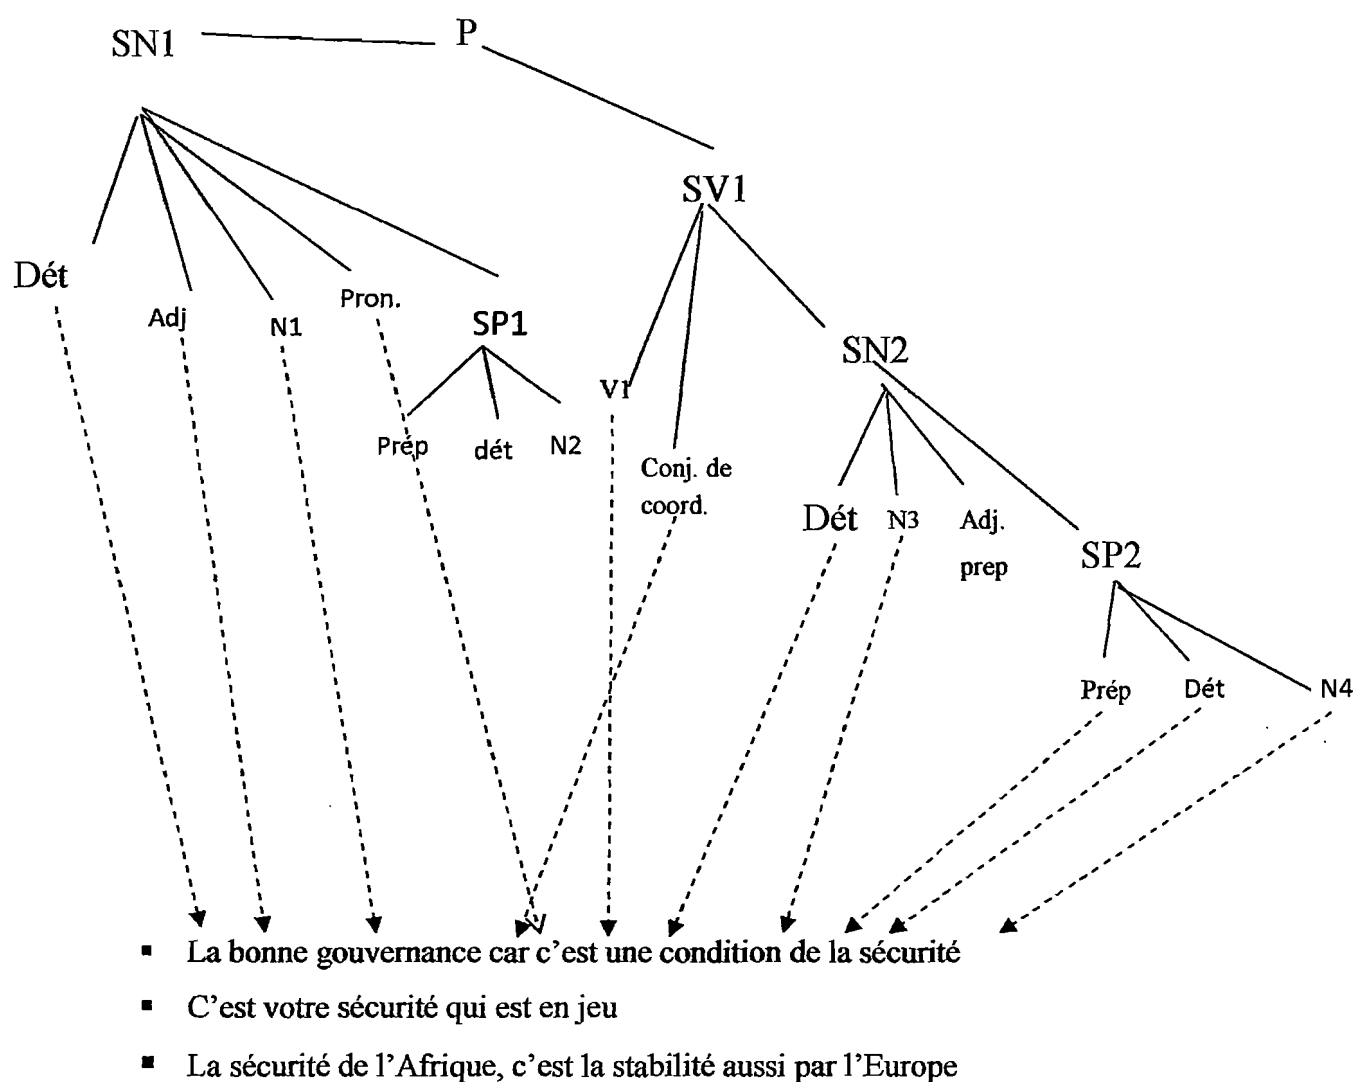 SN1 P
SV1
Dét Adj N1 Pron. SP1
SN2
Prép dét N2 V1
Conj. de
coord.
Dét N3 Adj.
prep
SP2
Prép Dét N4
▪ La bonne gouvernance car c’est une condition de la sécurité
▪ C’est votre sécurité qui est en jeu
▪ La sécurité de l’Afrique, c’est la stabilité aussi par l’Europe